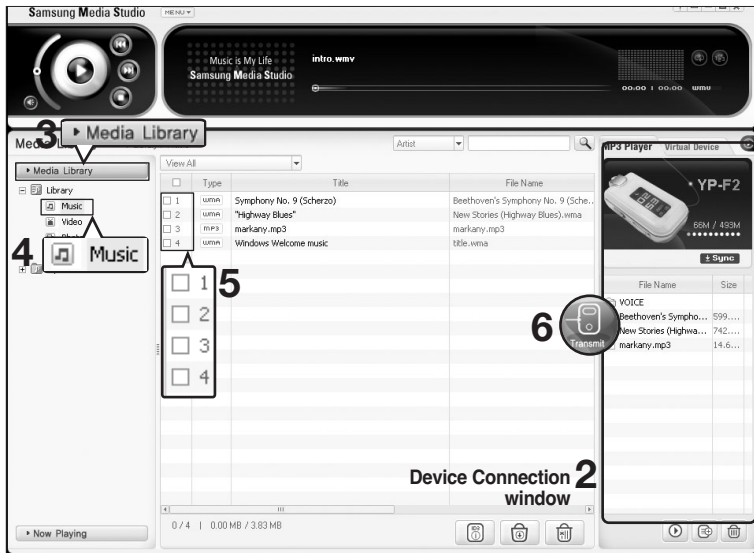 Samsung Media Studio
MENU
Music is My Life
Samsung Media Studio
intro.wmv
00:00 | 00:00 WMV
3
Media Library
Artist
MP3 Player
Virtual Device
Media Library
View All
Library
Music
Video
4
Music
Type
Title
File Name
1 WMA Symphony No. 9 (Scherzo) Beethoven's Symphony No. 9 (Sche..
2 WMA "Highway Blues" New Stories (Highway Blues).wma
3 MP3 markany.mp3 markany.mp3
4 WMA Windows Welcome music title.wma
5
1
2
3
4
YP-F2
66M / 493M
Sync
File Name
Size
VOICE
Beethoven's Sympho... 599....
New Stories (Highwa... 742....
markany.mp3 14.6...
6
Transmit
Device Connection
window
2
0 / 4 | 0.00 MB / 3.83 MB
Now Playing